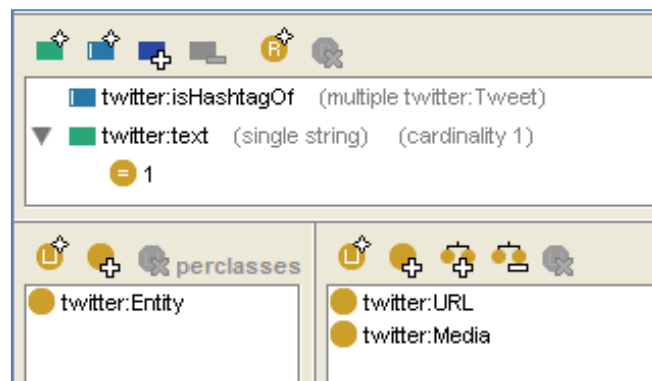 R
twitter:isHashtagOf (multiple twitter:Tweet)
twitter:text (single string) (cardinality 1)
= 1
perclasses
twitter:Entity
twitter:URL
twitter:Media